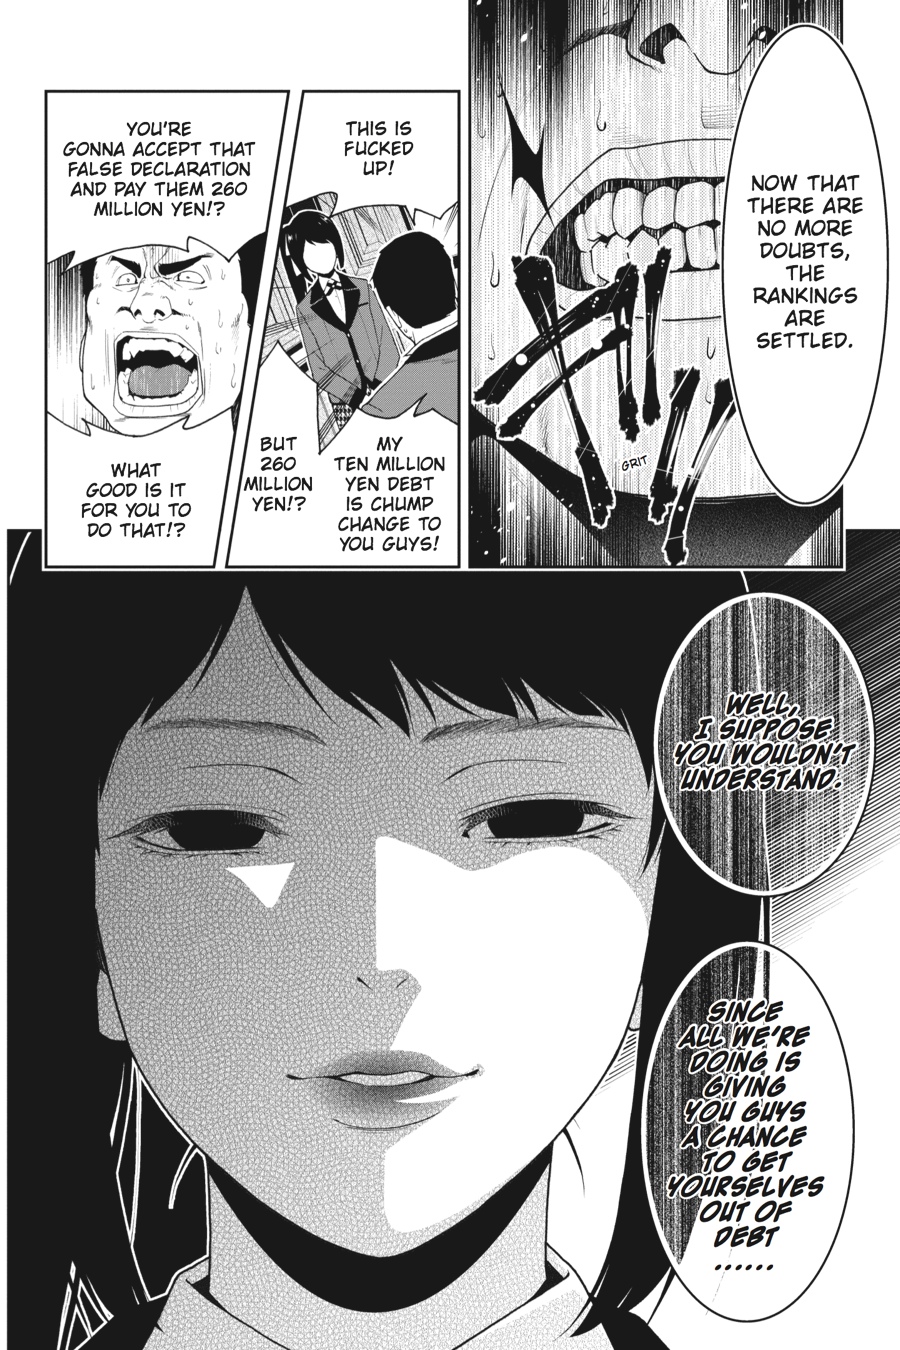 NOW THAT
THERE ARE
NO MORE
DOUBTS,
THE
RANKINGS
ARE
SETTLED.
GRIT
THIS IS
FUCKED
UP!
MY
TEN MILLION
YEN DEBT
IS CHUMP
CHANGE TO
YOU GUYS!
BUT
260
MILLION
YEN!?
YOU'RE
GONNA ACCEPT THAT
FALSE DECLARATION
AND PAY THEM 260
MILLION YEN!?
WHAT
GOOD IS IT
FOR YOU TO
DO THAT!?
WELL,
I SUPPOSE
YOU WOULDN'T
UNDERSTAND.
SINCE
ALL WE'RE
DOING IS
GIVING
YOU GUYS
A CHANCE
TO GET
YOURSELVES
OUT OF
DEBT
......